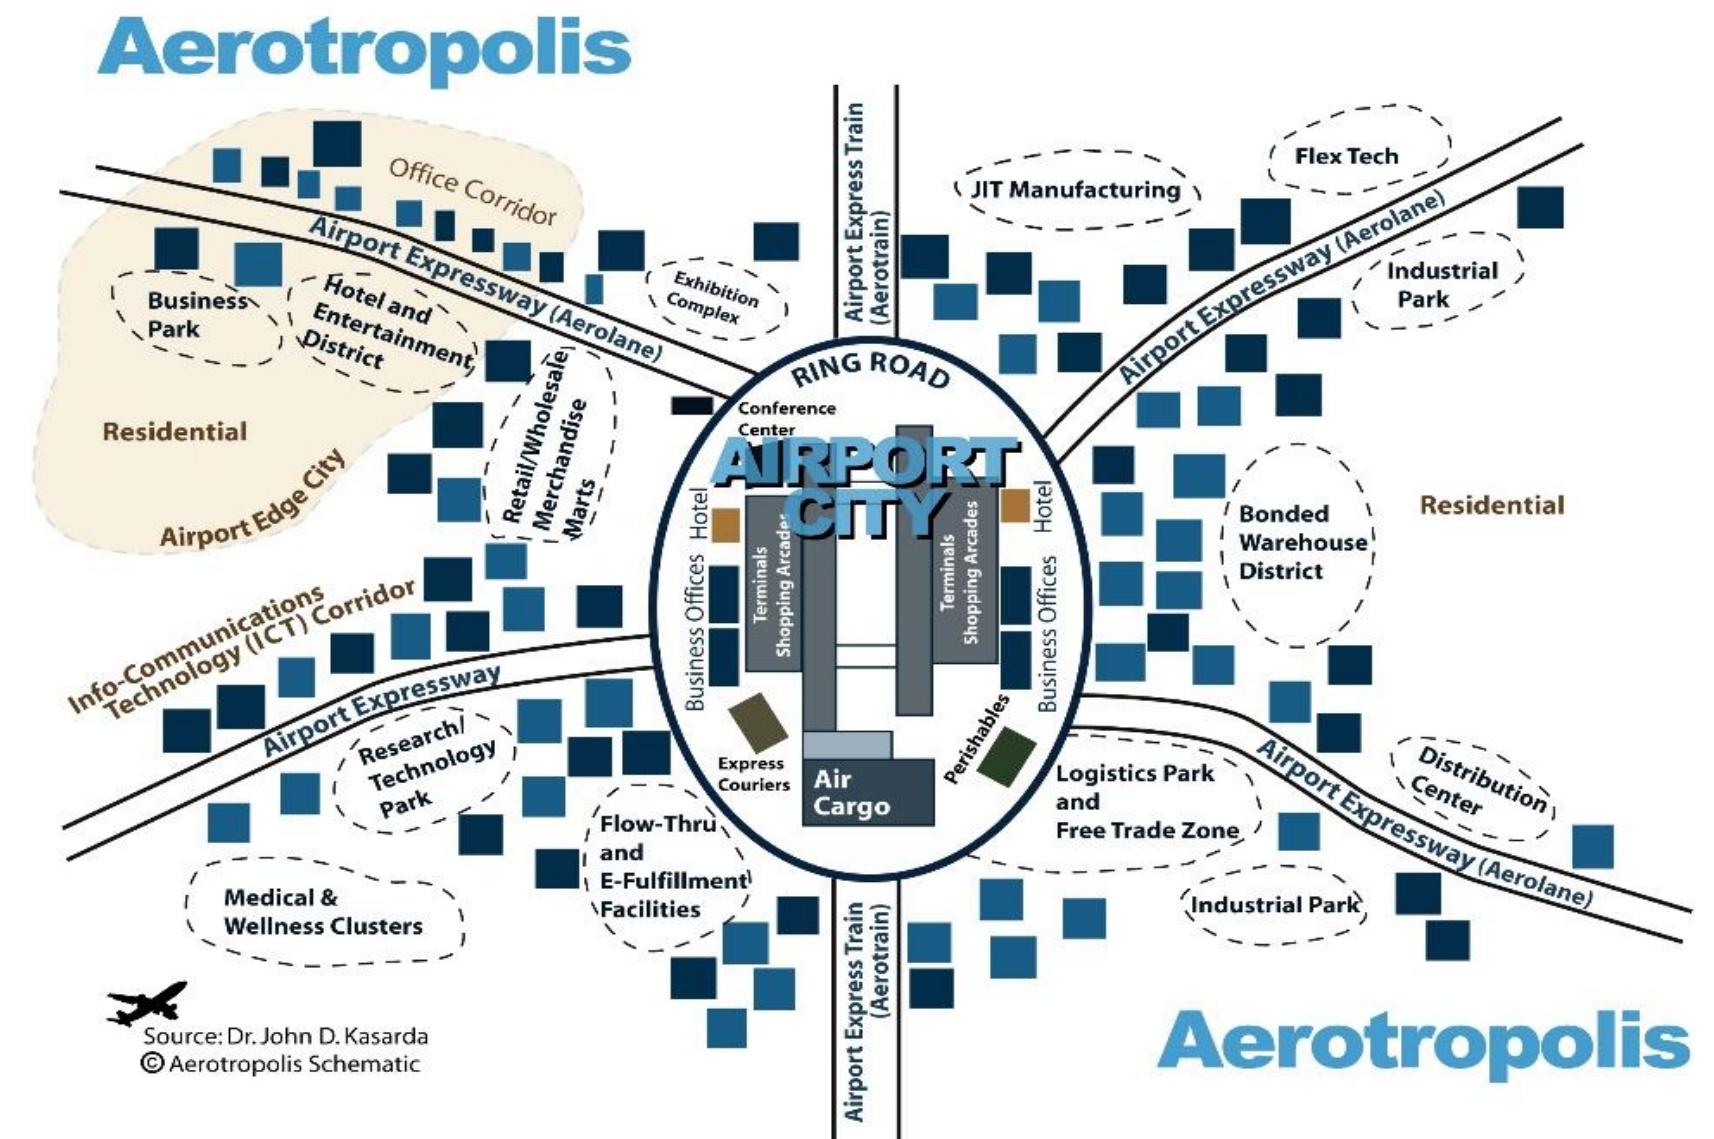 Aerotropolis
Office Corridor
Airport Expressway (Aerolane)
Business
Park
Hotel and
Entertainment
District
Exhibition
Complex
Residential
Airport Edge City
Retail/Wholesale
Merchandise
Marts
Airport Express Train
(Aerotrain)
JIT Manufacturing
Flex Tech
Airport Expressway (Aerolane)
Industrial
Park
RING ROAD
Conference
Center
AIRPORT
CITY
Hotel
Business Offices
Terminals
Shopping Arcades
Terminals
Shopping Arcades
Hotel
Business Offices
Express
Couriers
Air
Cargo
Perishables
Bonded
Warehouse
District
Residential
Info-Communications
Technology (ICT) Corridor
Airport Expressway
Research/
Technology
Park
Medical &
Wellness Clusters
Flow-Thru
and
E-Fulfillment
Facilities
Logistics Park
and
Free Trade Zone
Airport Expressway (Aerolane)
Distribution
Center
Industrial Park
Airport Express Train
(Aerotrain)
Source: Dr. John D. Kasarda
© Aerotropolis Schematic
Aerotropolis